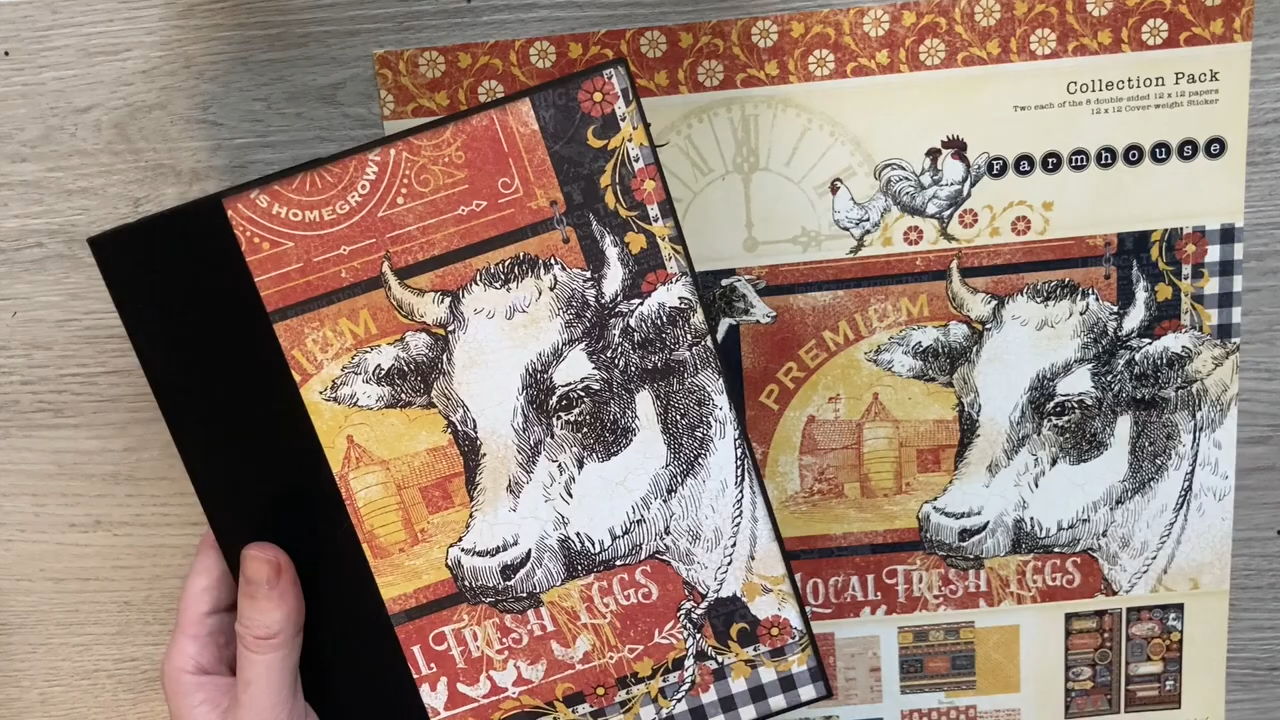 Collection Pack
Two each of the 8 double-sided 12 x 12 papers
12 x 12 Cover-weight Sticker
Farmhouse
'S HOMEGROWN
IUM
FRESH EGGS
PREMIUM
LOCAL FRESH EGGS